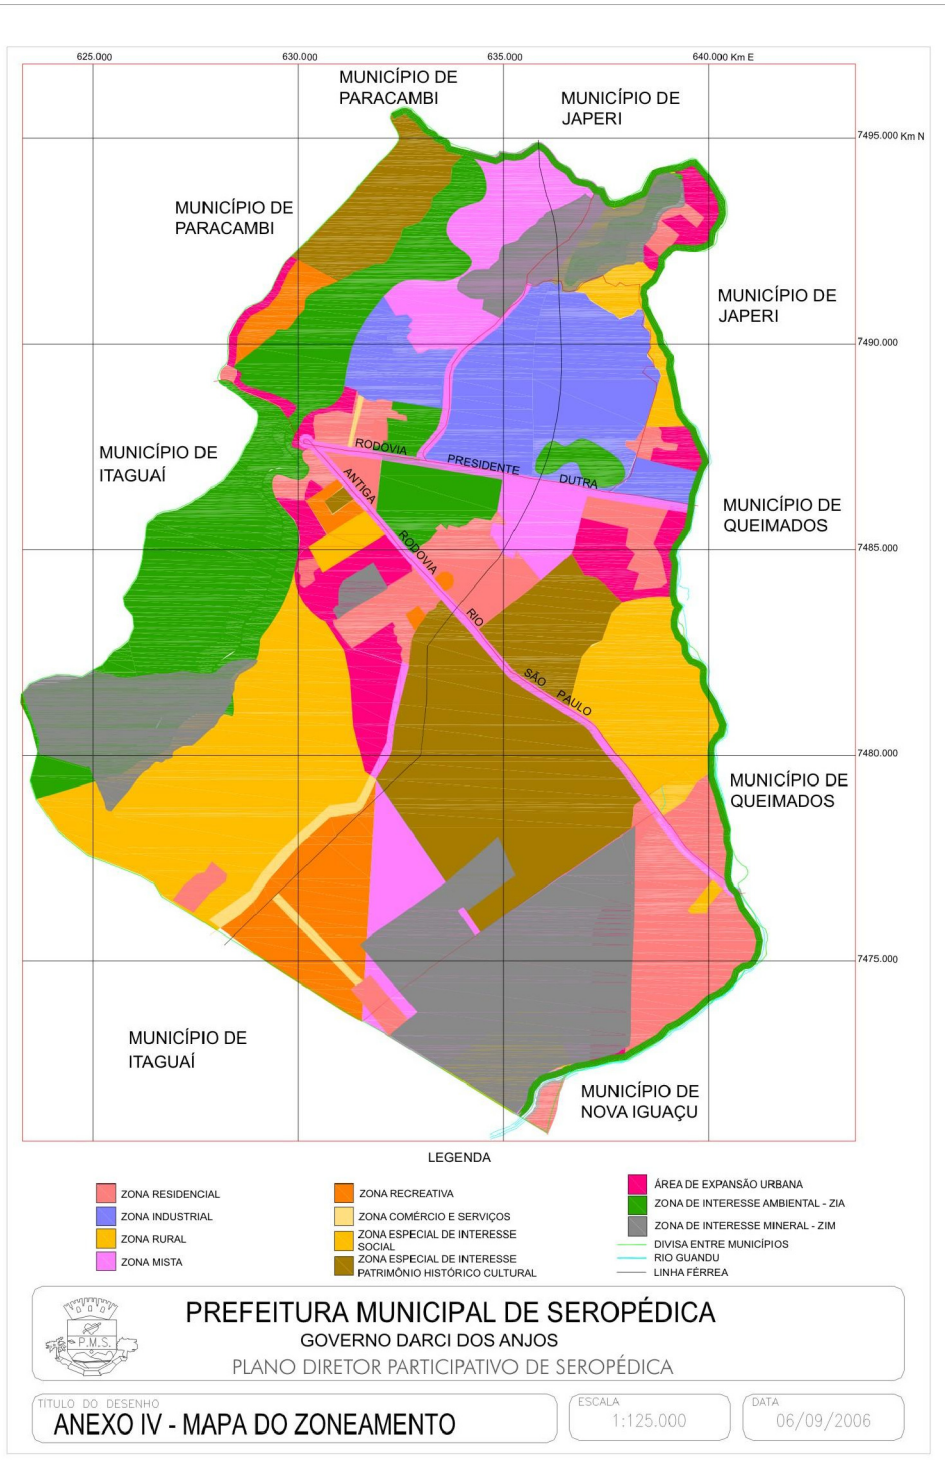 625.000
630.000
635.000
640.000 Km E
MUNICÍPIO DE
PARACAMBI
MUNICÍPIO DE
JAPERI
7495.000 Km N
MUNICÍPIO DE
PARACAMBI
MUNICÍPIO DE
JAPERI
7490.000
MUNICÍPIO DE
ITAGUAÍ
RODOVIA PRESIDENTE DUTRA
ANTIGA RODOVIA RIO SÃO PAULO
MUNICÍPIO DE
QUEIMADOS
7485.000
7480.000
MUNICÍPIO DE
QUEIMADOS
7475.000
MUNICÍPIO DE
ITAGUAÍ
MUNICÍPIO DE
NOVA IGUAÇU
LEGENDA
ZONA RESIDENCIAL
ZONA INDUSTRIAL
ZONA RURAL
ZONA MISTA
ZONA RECREATIVA
ZONA COMÉRCIO E SERVIÇOS
ZONA ESPECIAL DE INTERESSE
SOCIAL
ZONA ESPECIAL DE INTERESSE
PATRIMÔNIO HISTÓRICO CULTURAL
ÁREA DE EXPANSÃO URBANA
ZONA DE INTERESSE AMBIENTAL - ZIA
ZONA DE INTERESSE MINERAL - ZIM
DIVISA ENTRE MUNICÍPIOS
RIO GUANDU
LINHA FÉRREA
P.M.S.
PREFEITURA MUNICIPAL DE SEROPÉDICA
GOVERNO DARCI DOS ANJOS
PLANO DIRETOR PARTICIPATIVO DE SEROPÉDICA
TÍTULO DO DESENHO
ANEXO IV - MAPA DO ZONEAMENTO
ESCALA
1:125.000
DATA
06/09/2006